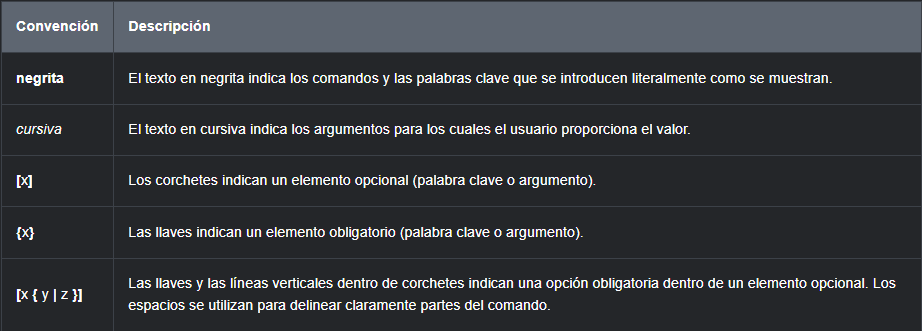 Convención Descripción
negrita El texto en negrita indica los comandos y las palabras clave que se introducen literalmente como se muestran.
cursiva El texto en cursiva indica los argumentos para los cuales el usuario proporciona el valor.
[x] Los corchetes indican un elemento opcional (palabra clave o argumento).
{x} Las llaves indican un elemento obligatorio (palabra clave o argumento).
[x { y | z }] Las llaves y las líneas verticales dentro de corchetes indican una opción obligatoria dentro de un elemento opcional. Los
espacios se utilizan para delinear claramente partes del comando.